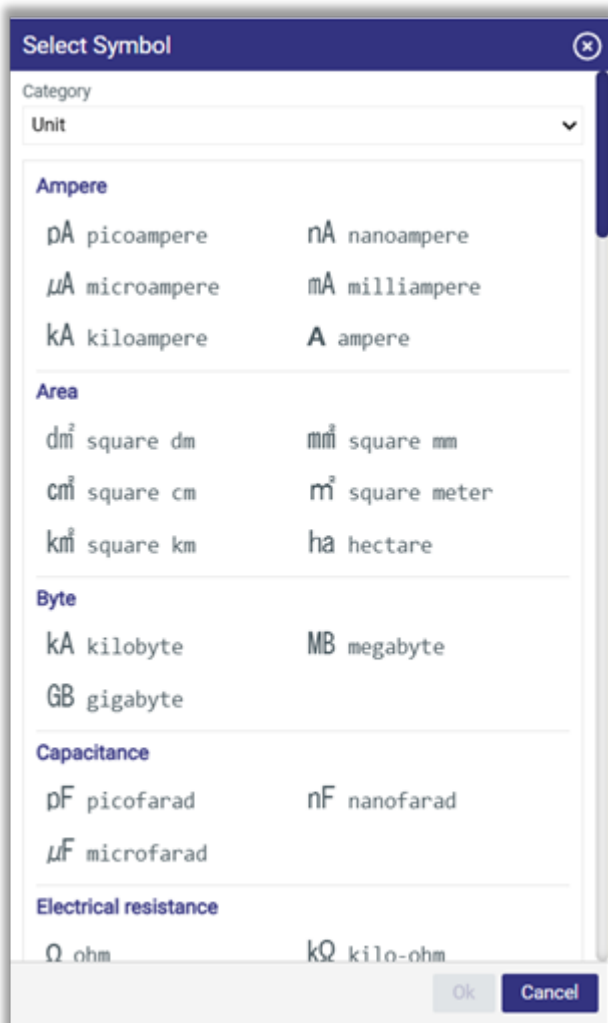 Select Symbol
Category
Unit
Ampere
pA picoampere nA nanoampere
μA microampere mA milliampere
kA kiloampere A ampere
Area
dm² square dm mm² square mm
cm² square cm m² square meter
km² square km ha hectare
Byte
kA kilobyte MB megabyte
GB gigabyte
Capacitance
pF picofarad nF nanofarad
μF microfarad
Electrical resistance
Ω ohm kΩ kilo-ohm
Ok Cancel